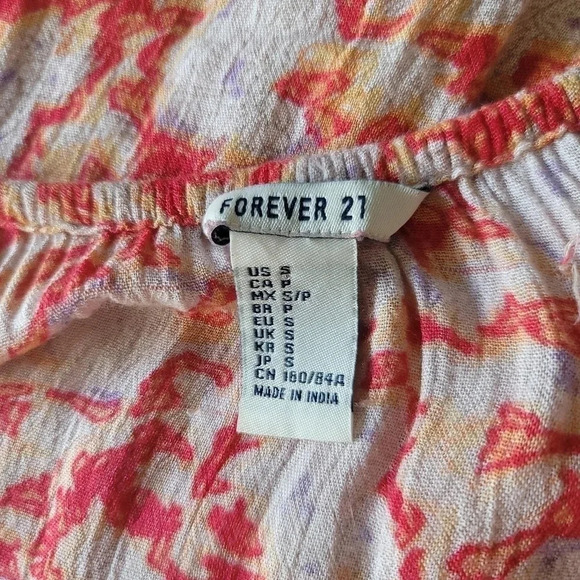 FOREVER 21
US S
CA P
MX S/P
BR P
EU S
UK S
KR S
JP S
CN 160/84A
MADE IN INDIA